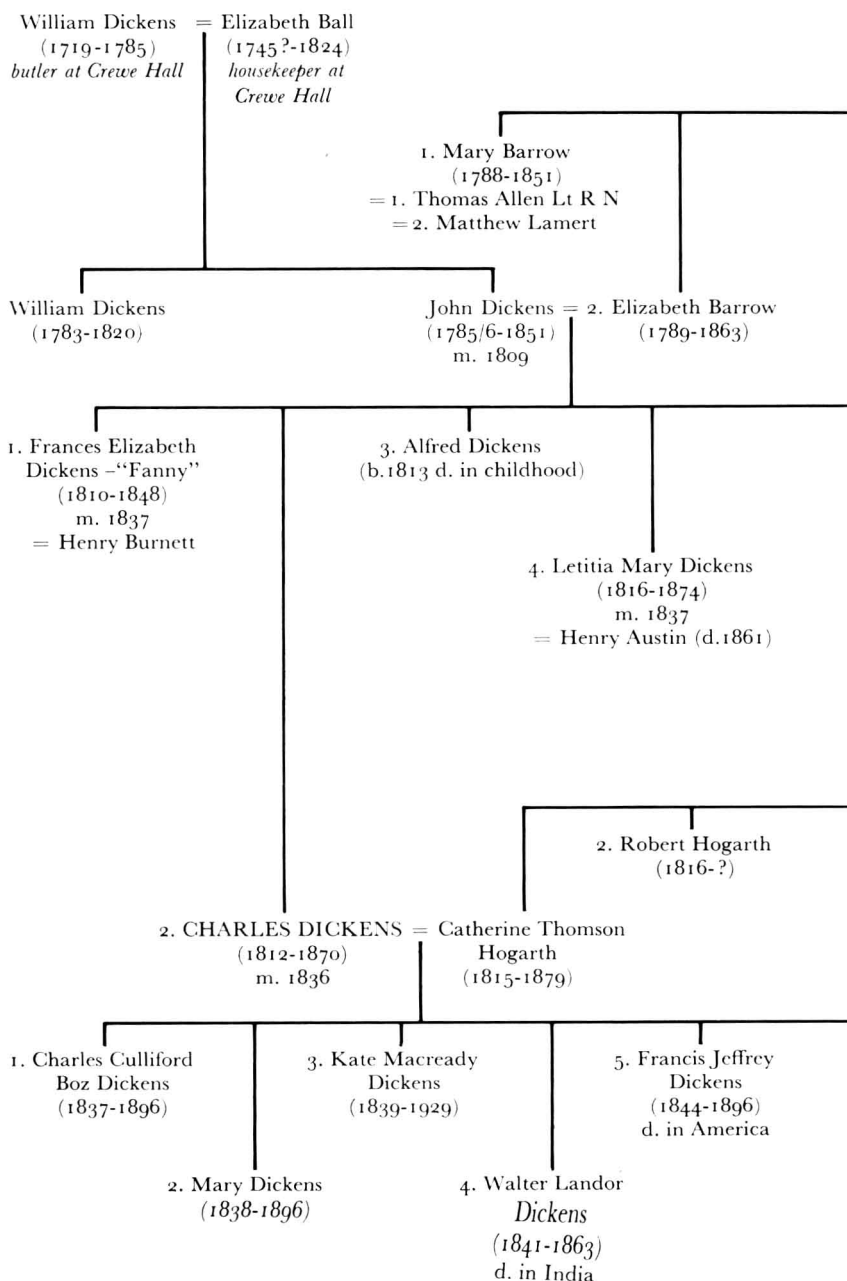 William Dickens = Elizabeth Ball
(1719-1785) (1745?-1824)
butler at Crewe Hall housekeeper at
Crewe Hall
1. Mary Barrow
(1788-1851)
= 1. Thomas Allen Lt R N
= 2. Matthew Lamert
William Dickens
(1783-1820)
John Dickens = 2. Elizabeth Barrow
(1785/6-1851) (1789-1863)
m. 1809
1. Frances Elizabeth
Dickens –“Fanny”
(1810-1848)
m. 1837
= Henry Burnett
3. Alfred Dickens
(b.1813 d. in childhood)
4. Letitia Mary Dickens
(1816-1874)
m. 1837
= Henry Austin (d.1861)
2. Robert Hogarth
(1816-?)
2. CHARLES DICKENS = Catherine Thomson
(1812-1870) Hogarth
m. 1836 (1815-1879)
1. Charles Culliford
Boz Dickens
(1837-1896)
3. Kate Macready
Dickens
(1839-1929)
5. Francis Jeffrey
Dickens
(1844-1896)
d. in America
2. Mary Dickens
(1838-1896)
4. Walter Landor
Dickens
(1841-1863)
d. in India